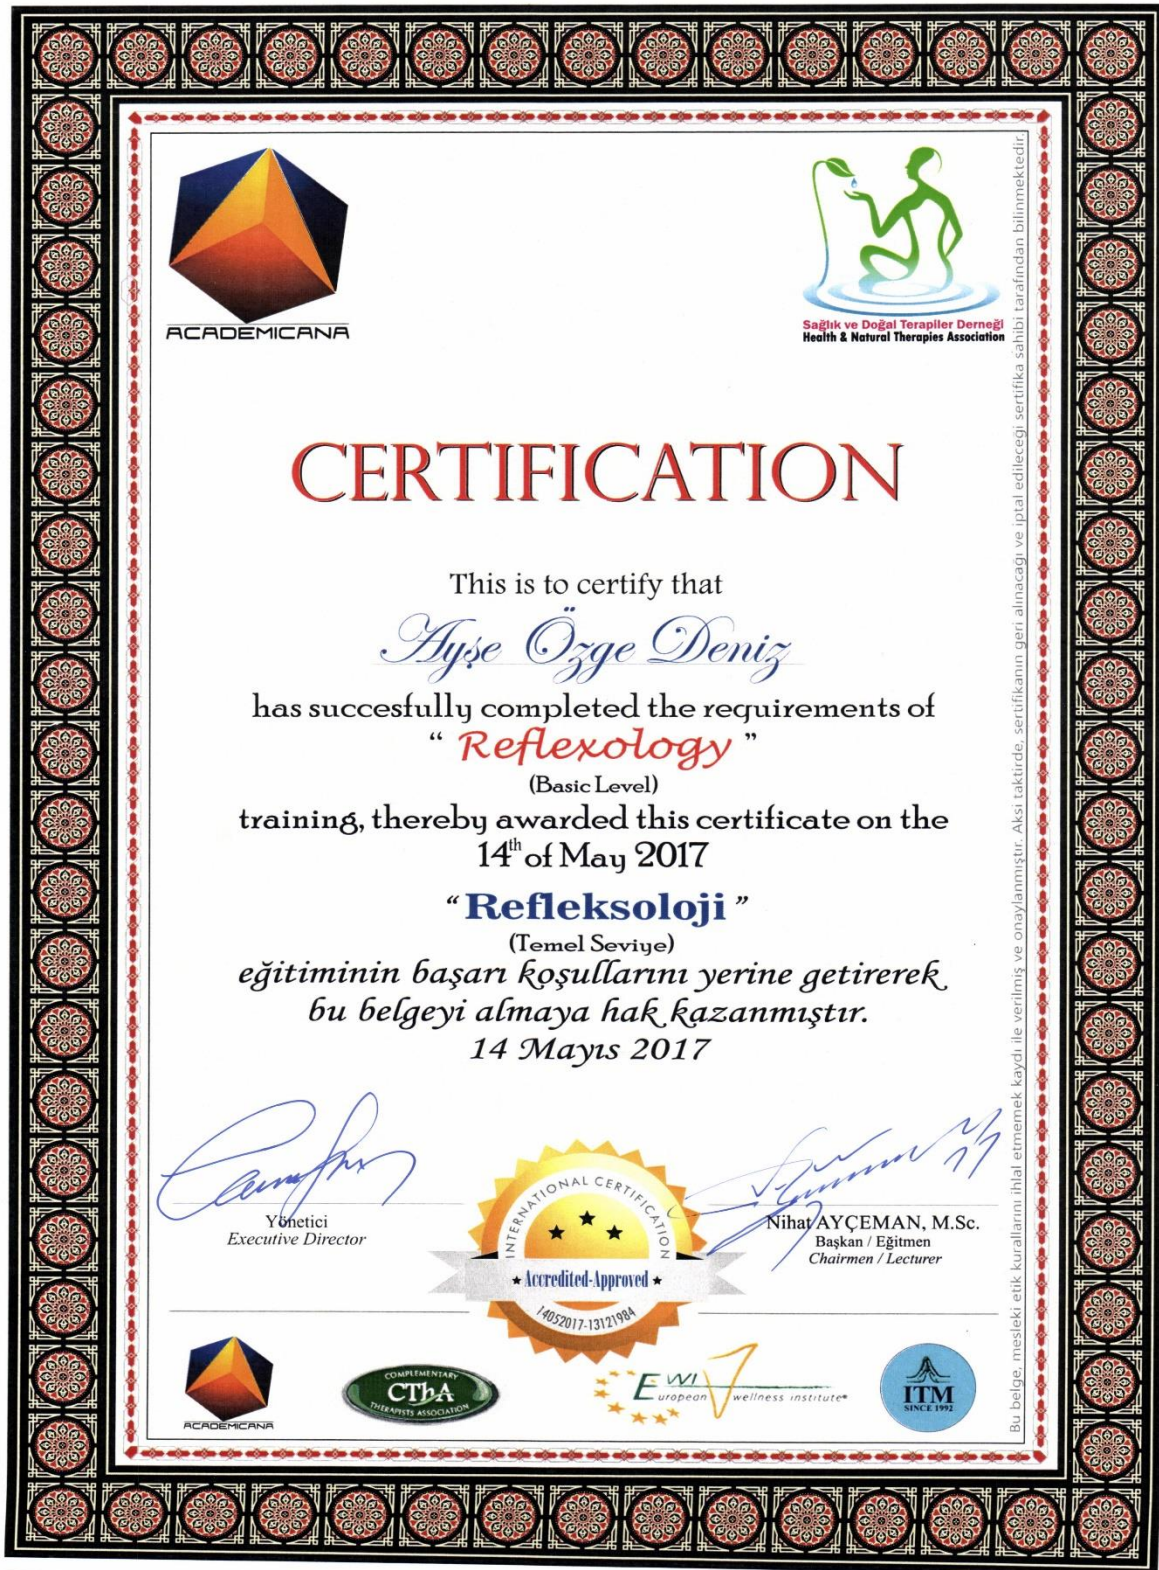 ACADEMICANA
Sağlık ve Doğal Terapiler Derneği
Health & Natural Therapies Association
CERTIFICATION
This is to certify that
Ayşe Özge Deniz
has succesfully completed the requirements of
“ Reflexology ”
(Basic Level)
training, thereby awarded this certificate on the
14th of May 2017
“ Refleksoloji ”
(Temel Seviye)
eğitiminin başarı koşullarını yerine getirerek
bu belgeyi almaya hak kazanmıştır.
14 Mayıs 2017
Yönetici
Executive Director
INTERNATIONAL CERTIFICATION
Accredited-Approved
14052017-13121984
Nihat AYÇEMAN, M.Sc.
Başkan / Eğitmen
Chairmen / Lecturer
ACADEMICANA
COMPLEMENTARY
CThA
THERAPISTS ASSOCIATION
EWI
European wellness institute®
ITM
SINCE 1992
Bu belge, mesleki etik kurallarını ihlal etmemek kaydı ile verilmiş ve onaylanmıştır. Aksi taktirde, sertifikanın geri alınacağı ve iptal edileceği sertifika sahibi tarafından bilinmektedir.